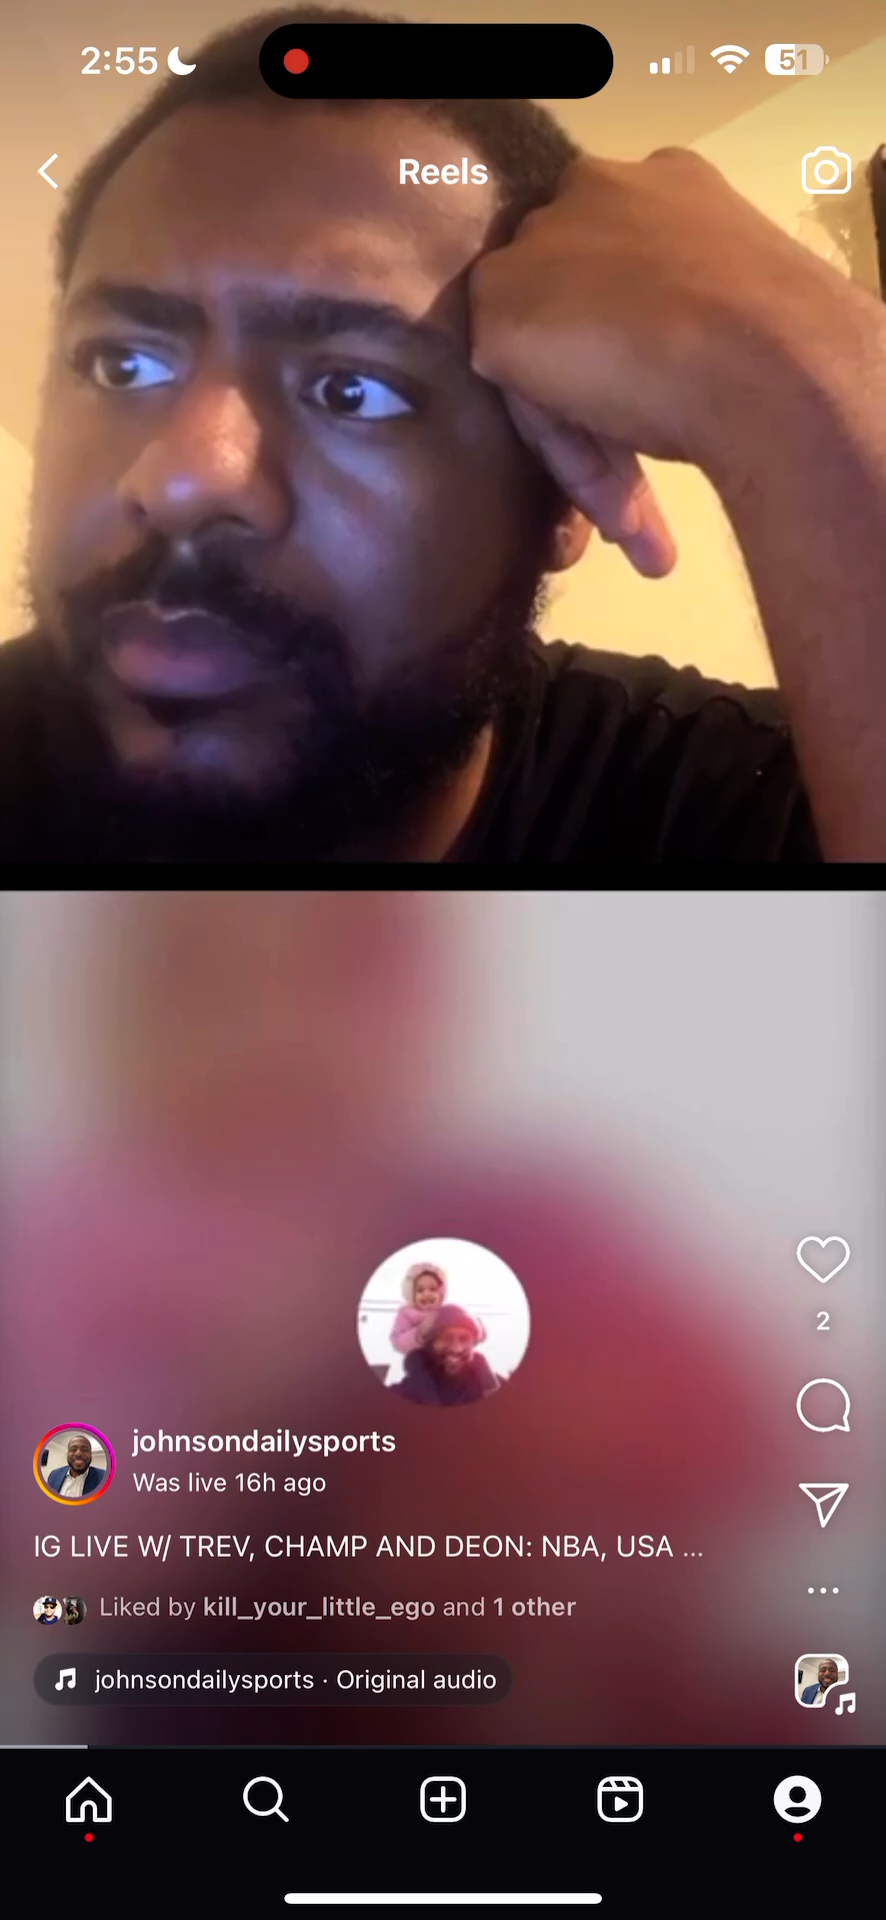 2:55
51
Reels
2
johnsondailysports
Was live 16h ago
IG LIVE W/ TREV, CHAMP AND DEON: NBA, USA ...
Liked by kill_your_little_ego and 1 other
johnsondailysports · Original audio